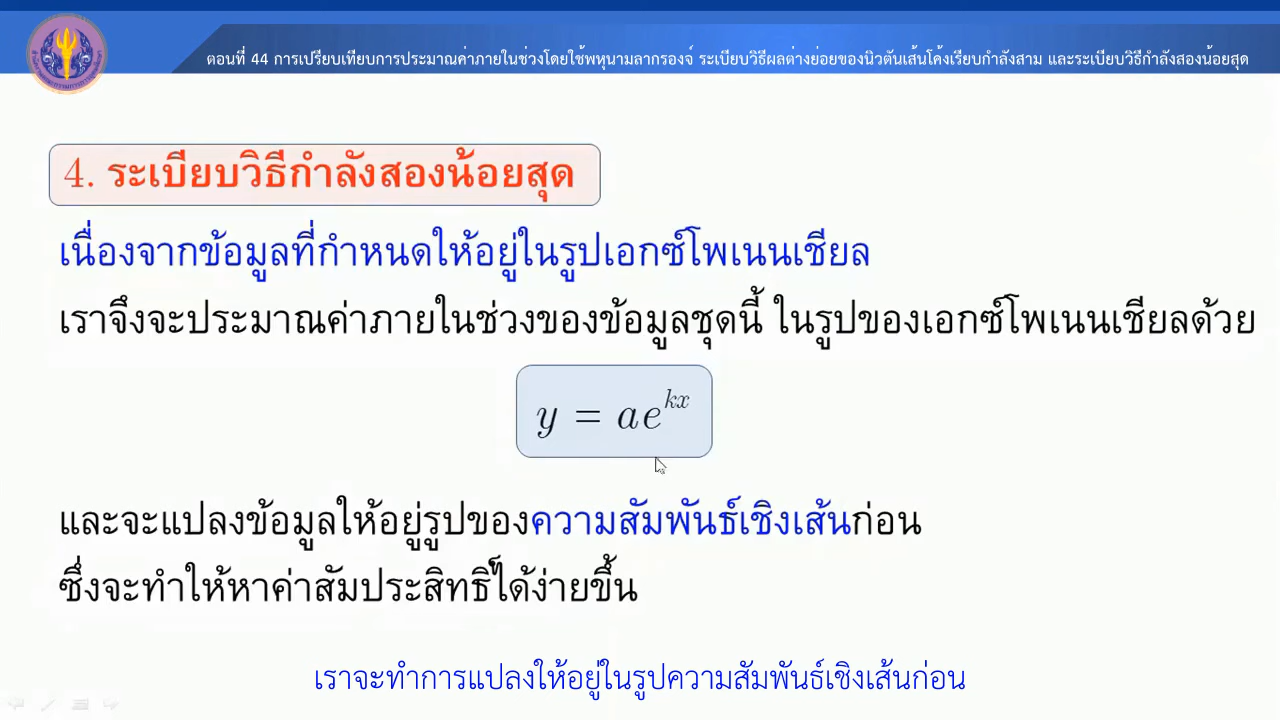 ตอนที่ 44 การเปรียบเทียบการประมาณค่าภายในช่วงโดยใช้พหุนามลากรองจ์ ระเบียบวิธีผลต่างย่อยของนิวตันเส้นโค้งเรียบกำลังสาม และระเบียบวิธีกำลังสองน้อยสุด
4. ระเบียบวิธีกำลังสองน้อยสุด
เนื่องจากข้อมูลที่กำหนดให้อยู่ในรูปเอกซ์โพเนนเชียล
เราจึงจะประมาณค่าภายในช่วงของข้อมูลชุดนี้ ในรูปของเอกซ์โพเนนเชียลด้วย
y = ae^{kx}
และจะแปลงข้อมูลให้อยู่รูปของความสัมพันธ์เชิงเส้นก่อน
ซึ่งจะทำให้หาค่าสัมประสิทธิ์ได้ง่ายขึ้น
เราจะทำการแปลงให้อยู่ในรูปความสัมพันธ์เชิงเส้นก่อน